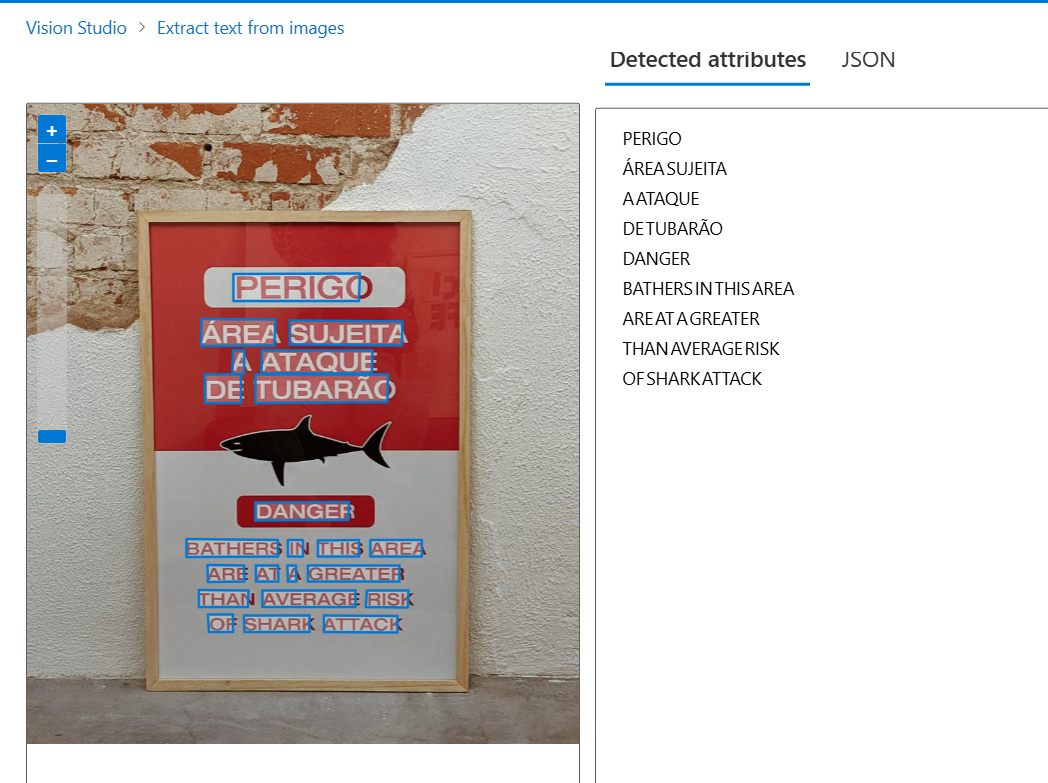 Vision Studio > Extract text from images
Detected attributes JSON
+
−
PERIGO
ÁREA SUJEITA
A ATAQUE
DE TUBARÃO
DANGER
BATHERS IN THIS AREA
ARE AT A GREATER
THAN AVERAGE RISK
OF SHARK ATTACK
PERIGO
ÁREA SUJEITA
A ATAQUE
DE TUBARÃO
DANGER
BATHERS IN THIS AREA
ARE AT A GREATER
THAN AVERAGE RISK
OF SHARK ATTACK